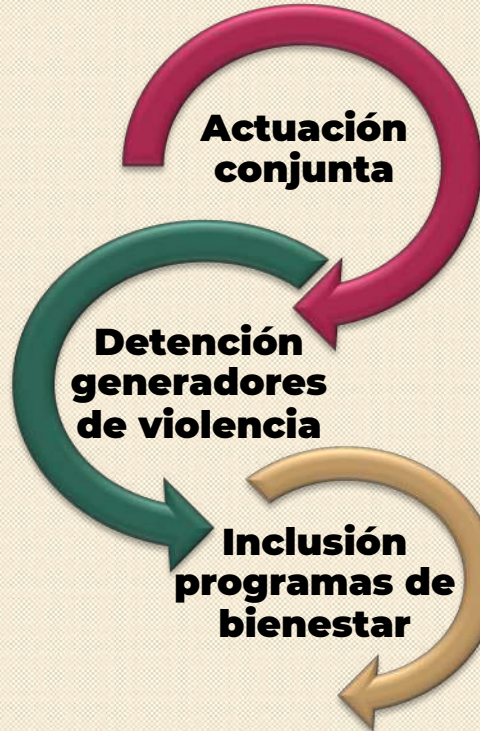 Actuación
conjunta
Detención
generadores
de violencia
Inclusión
programas de
bienestar